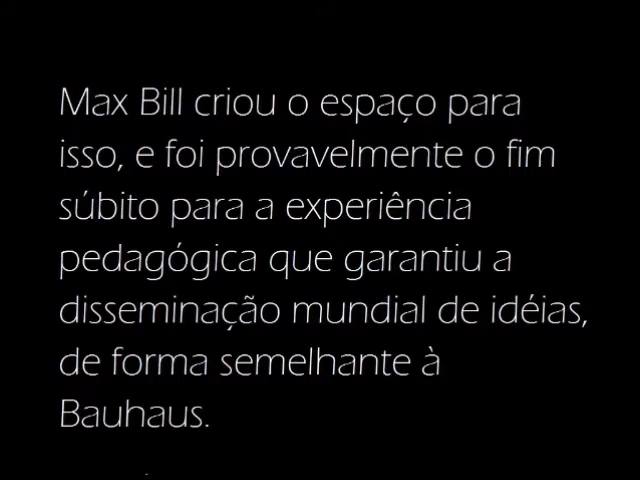 Max Bill criou o espaço para
isso, e foi provavelmente o fim
súbito para a experiência
pedagógica que garantiu a
disseminação mundial de idéias,
de forma semelhante à
Bauhaus.